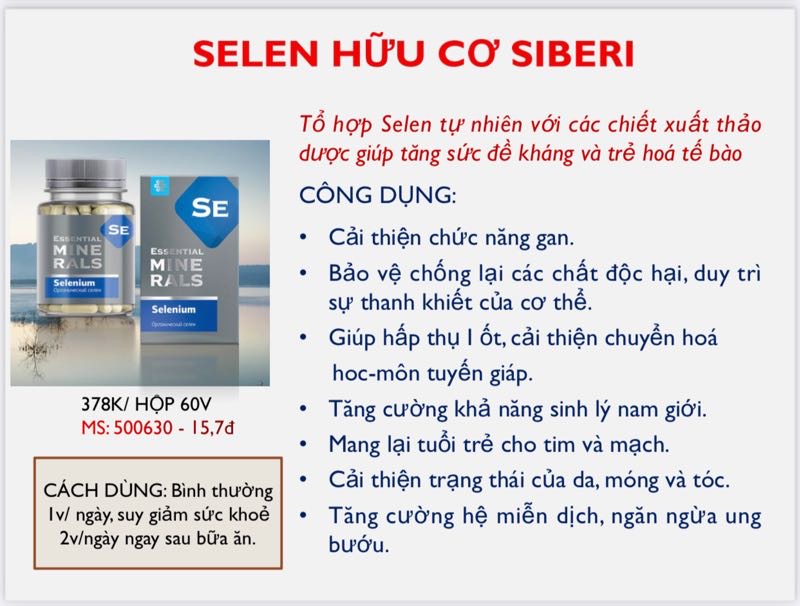 SELEN HỮU CƠ SIBERI
Tổ hợp Selen tự nhiên với các chiết xuất thảo
dược giúp tăng sức đề kháng và trẻ hoá tế bào
CÔNG DỤNG:
• Cải thiện chức năng gan.
• Bảo vệ chống lại các chất độc hại, duy trì
sự thanh khiết của cơ thể.
• Giúp hấp thụ I ốt, cải thiện chuyển hoá
hoc-môn tuyến giáp.
• Tăng cường khả năng sinh lý nam giới.
• Mang lại tuổi trẻ cho tim và mạch.
• Cải thiện trạng thái của da, móng và tóc.
• Tăng cường hệ miễn dịch, ngăn ngừa ung
bướu.
SE
ESSENTIAL
MINE
RALS
Selenium
Органический селен
SE
ESSENTIAL
MINE
RALS
Selenium
Органический селен
378K/ HỘP 60V
MS: 500630 - 15,7đ
CÁCH DÙNG: Bình thường
1v/ ngày, suy giảm sức khoẻ
2v/ngày ngay sau bữa ăn.